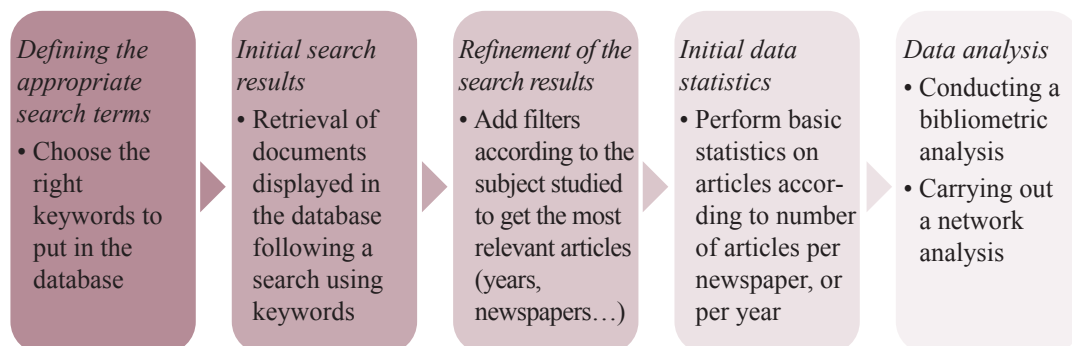 Defining the
appropriate
search terms
• Choose the
right
keywords to
put in the
database
Initial search
results
• Retrieval of
documents
displayed in
the database
following a
search using
keywords
Refinement of the
search results
• Add filters
according to the
subject studied
to get the most
relevant articles
(years,
newspapers…)
Initial data
statistics
• Perform basic
statistics on
articles accor-
ding to number
of articles per
newspaper, or
per year
Data analysis
• Conducting a
bibliometric
analysis
• Carrying out
a network
analysis